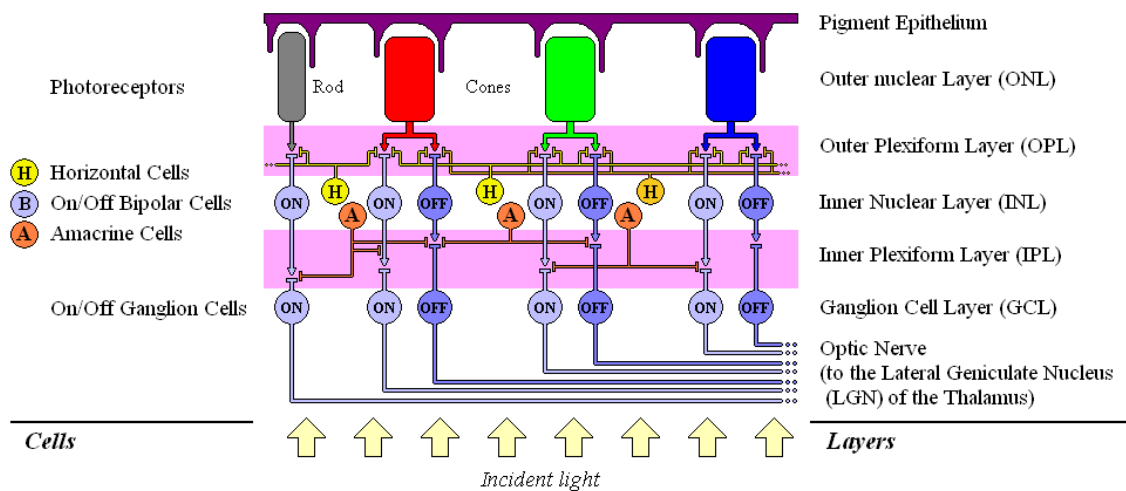 Pigment Epithelium
Photoreceptors
Rod
Cones
Outer nuclear Layer (ONL)
Outer Plexiform Layer (OPL)
H Horizontal Cells
B On/Off Bipolar Cells
A Amacrine Cells
H H H
ON ON OFF ON OFF ON OFF
A A A
Inner Nuclear Layer (INL)
Inner Plexiform Layer (IPL)
On/Off Ganglion Cells
ON ON OFF ON OFF ON OFF
Ganglion Cell Layer (GCL)
Optic Nerve
(to the Lateral Geniculate Nucleus
(LGN) of the Thalamus)
Cells
Layers
Incident light